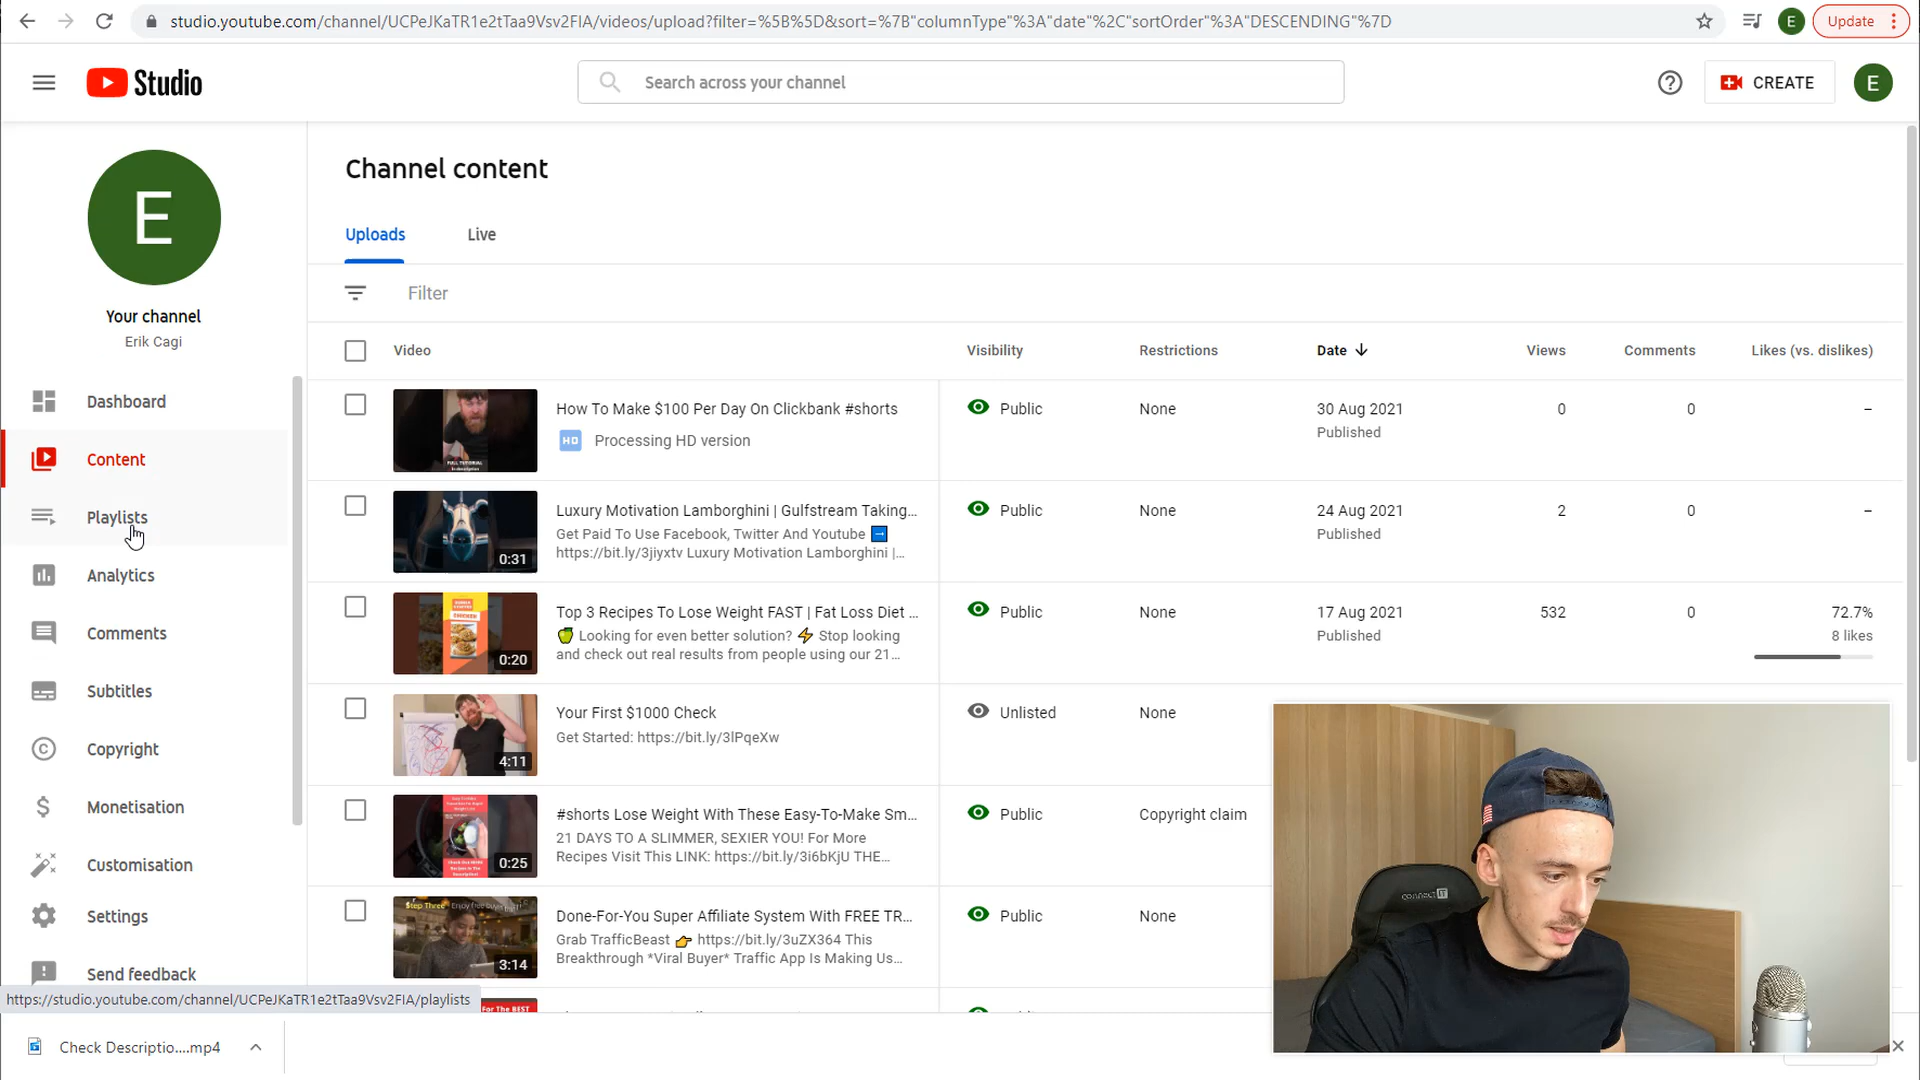 studio.youtube.com/channel/UCPeJKaTR1e2tTaa9Vsv2FIA/videos/upload?filter=%5B%5D&sort=%7B"columnType"%3A"date"%2C"sortOrder"%3A"DESCENDING"%7D
E
Update
Studio
Search across your channel
CREATE
E
E
Your channel
Erik Cagi
Dashboard
Content
Playlists
Analytics
Comments
Subtitles
Copyright
Monetisation
Customisation
Settings
Send feedback
https://studio.youtube.com/channel/UCPeJKaTR1e2tTaa9Vsv2FIA/playlists
Channel content
Uploads Live
Filter
Video Visibility Restrictions Date Views Comments Likes (vs. dislikes)
How To Make $100 Per Day On Clickbank #shorts
HD Processing HD version
Public None 30 Aug 2021 0 0 –
Published
0:31
Luxury Motivation Lamborghini | Gulfstream Taking...
Get Paid To Use Facebook, Twitter And Youtube ➡
https://bit.ly/3jiyxtv Luxury Motivation Lamborghini |...
Public None 24 Aug 2021 2 0 –
Published
CHICKEN
0:20
Top 3 Recipes To Lose Weight FAST | Fat Loss Diet ...
🍏 Looking for even better solution? ⚡ Stop looking
and check out real results from people using our 21...
Public None 17 Aug 2021 532 0 72.7%
Published 8 likes
4:11
Your First $1000 Check
Get Started: https://bit.ly/3lPqeXw
Unlisted None
0:25
#shorts Lose Weight With These Easy-To-Make Sm...
21 DAYS TO A SLIMMER, SEXIER YOU! For More
Recipes Visit This LINK: https://bit.ly/3i6bKjU THE...
Public Copyright claim
Step Three
3:14
Done-For-You Super Affiliate System With FREE TR...
Grab TrafficBeast 👉 https://bit.ly/3uZX364 This
Breakthrough *Viral Buyer* Traffic App Is Making Us...
Public None
For The BEST
connect IT
Check Descriptio....mp4